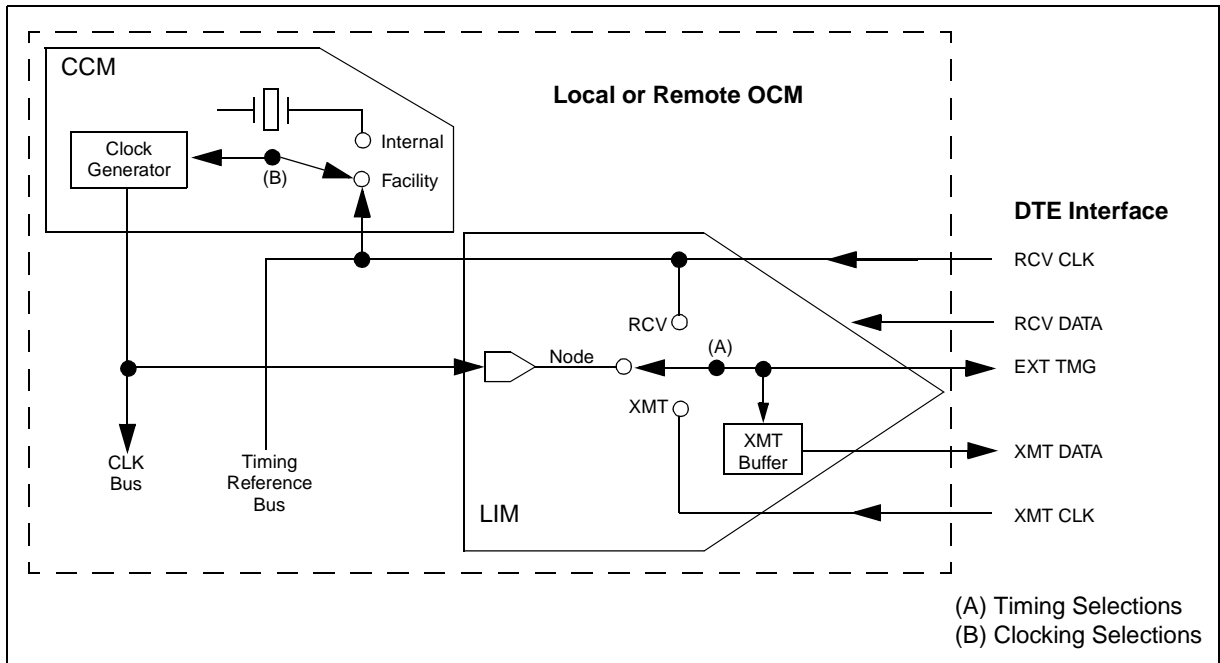 CCM
Local or Remote OCM
Internal
Clock
Generator
(B)
Facility
DTE Interface
RCV CLK
RCV
RCV DATA
Node
(A)
EXT TMG
XMT
XMT
Buffer
XMT DATA
CLK
Bus
Timing
Reference
Bus
LIM
XMT CLK
(A) Timing Selections
(B) Clocking Selections